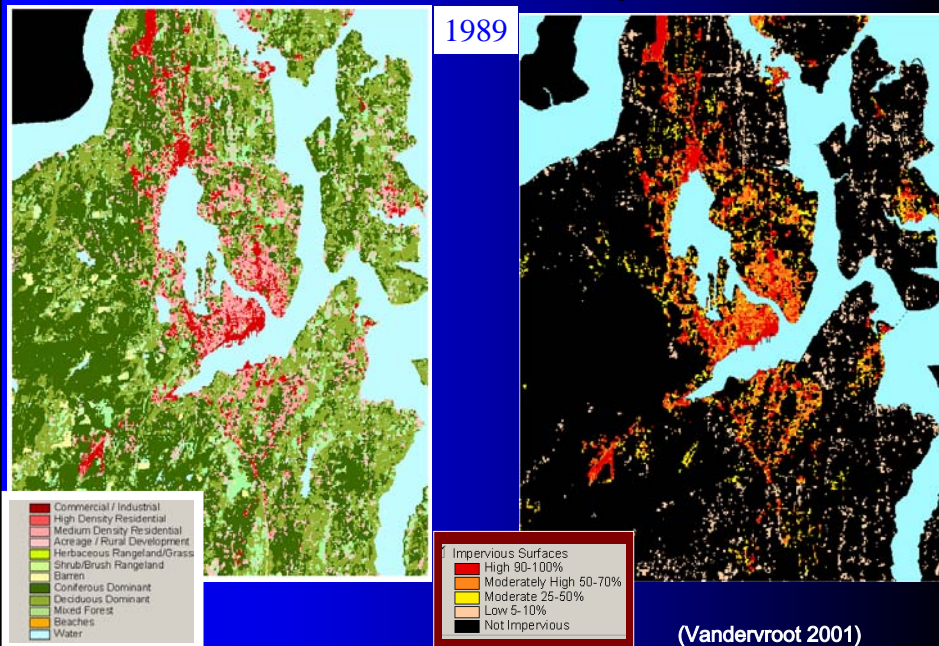 1989
Commercial / Industrial
High Density Residential
Medium Density Residential
Acreage / Rural Development
Herbaceous Rangeland/Grass
Shrub/Brush Rangeland
Barren
Coniferous Dominant
Deciduous Dominant
Mixed Forest
Beaches
Water
Impervious Surfaces
High 90-100%
Moderately High 50-70%
Moderate 25-50%
Low 5-10%
Not Impervious
(Vandervroot 2001)